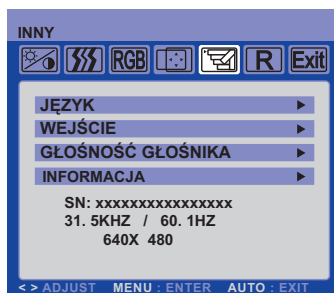 INNY
RGB R Exit
JĘZYK
WEJŚCIE
GŁOŚNOŚĆ GŁOŚNIKA
INFORMACJA
SN: xxxxxxxxxxxxxxxx
31. 5KHZ / 60. 1HZ
640X 480
< > ADJUST MENU : ENTER AUTO : EXIT